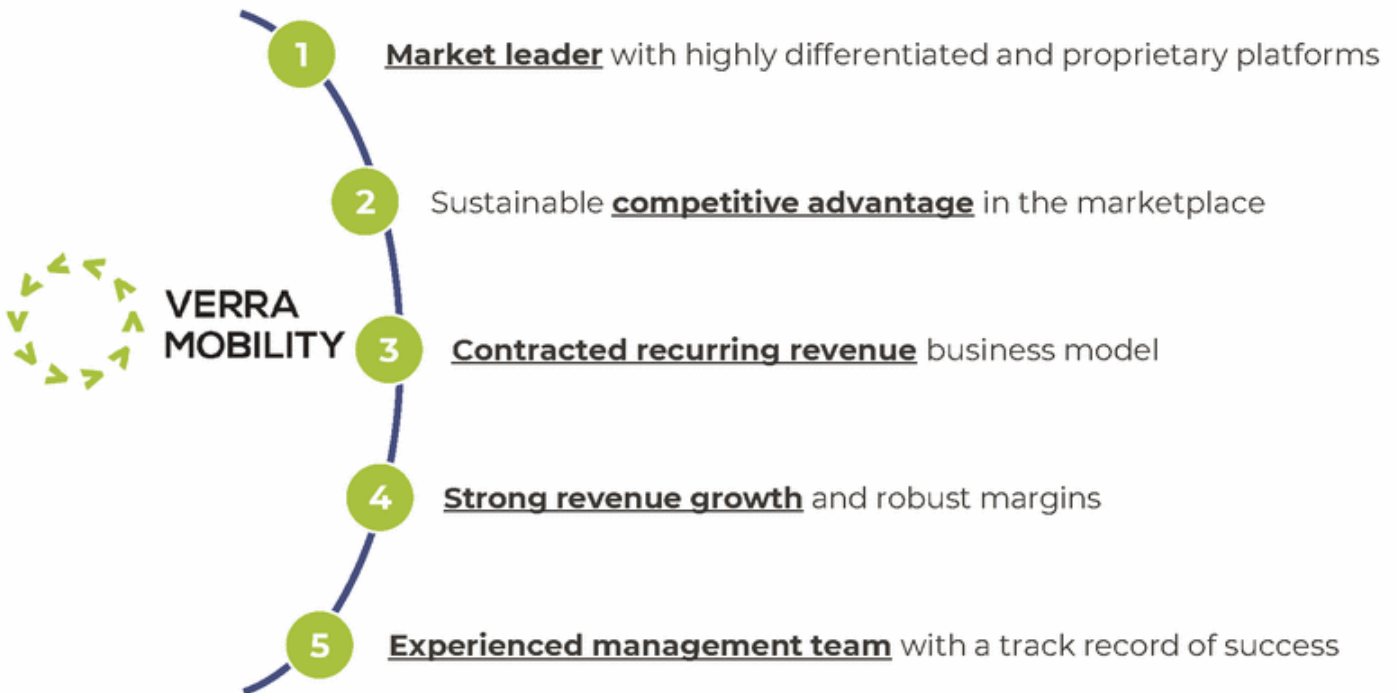 1
Market leader with highly differentiated and proprietary platforms
2
Sustainable competitive advantage in the marketplace
VERRA
MOBILITY
3
Contracted recurring revenue business model
4
Strong revenue growth and robust margins
5
Experienced management team with a track record of success